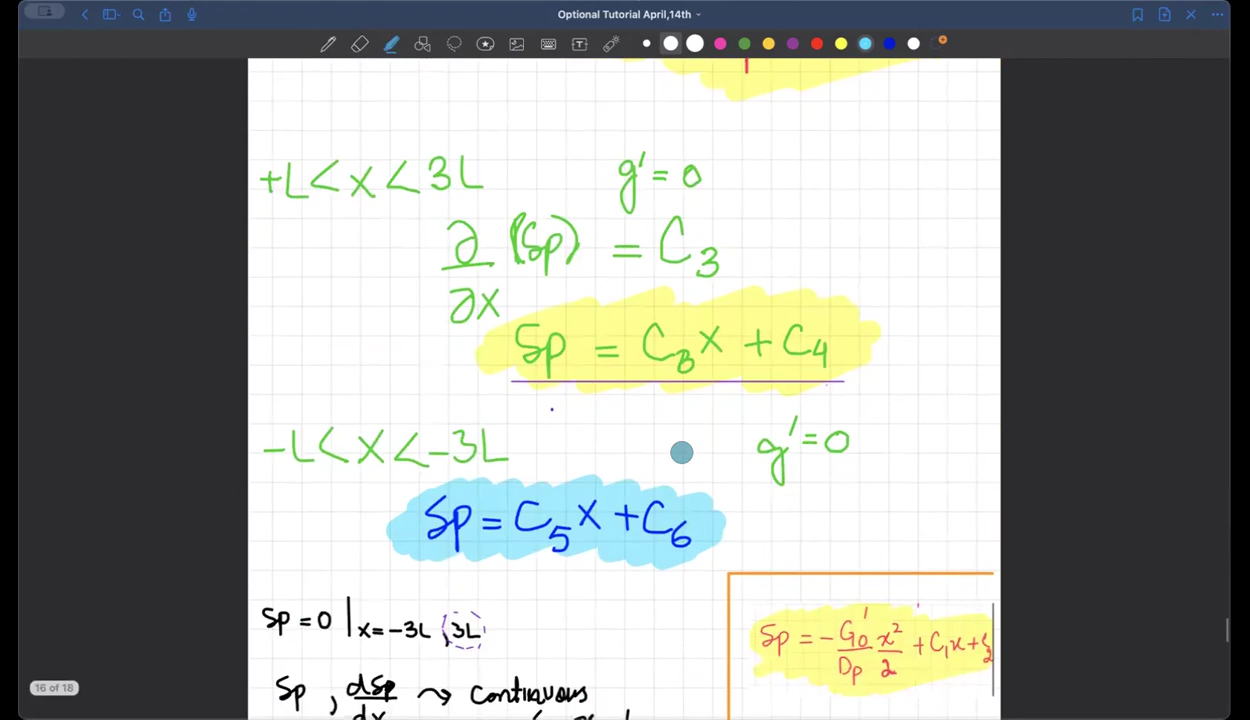 Optional Tutorial April,14th
+L < x < 3L g' = 0
∂/∂x (δp) = C3
δp = C3x + C4
-L < x < -3L g' = 0
δp = C5x + C6
δp = 0 | x = -3L, 3L
δp = - G'0/Dp x²/2 + C1x + C2
δp, dδp/dx ⤳ continuous
16 of 18